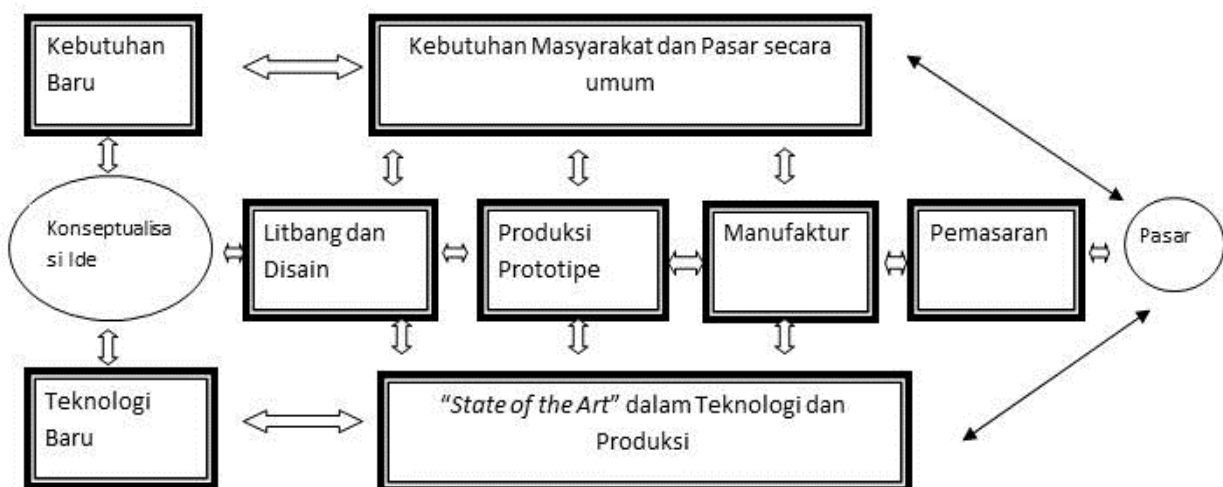 Kebutuhan
Baru
Kebutuhan Masyarakat dan Pasar secara
umum
Konseptualisa
si Ide
Litbang dan
Disain
Produksi
Prototipe
Manufaktur
Pemasaran
Pasar
Teknologi
Baru
“State of the Art” dalam Teknologi dan
Produksi